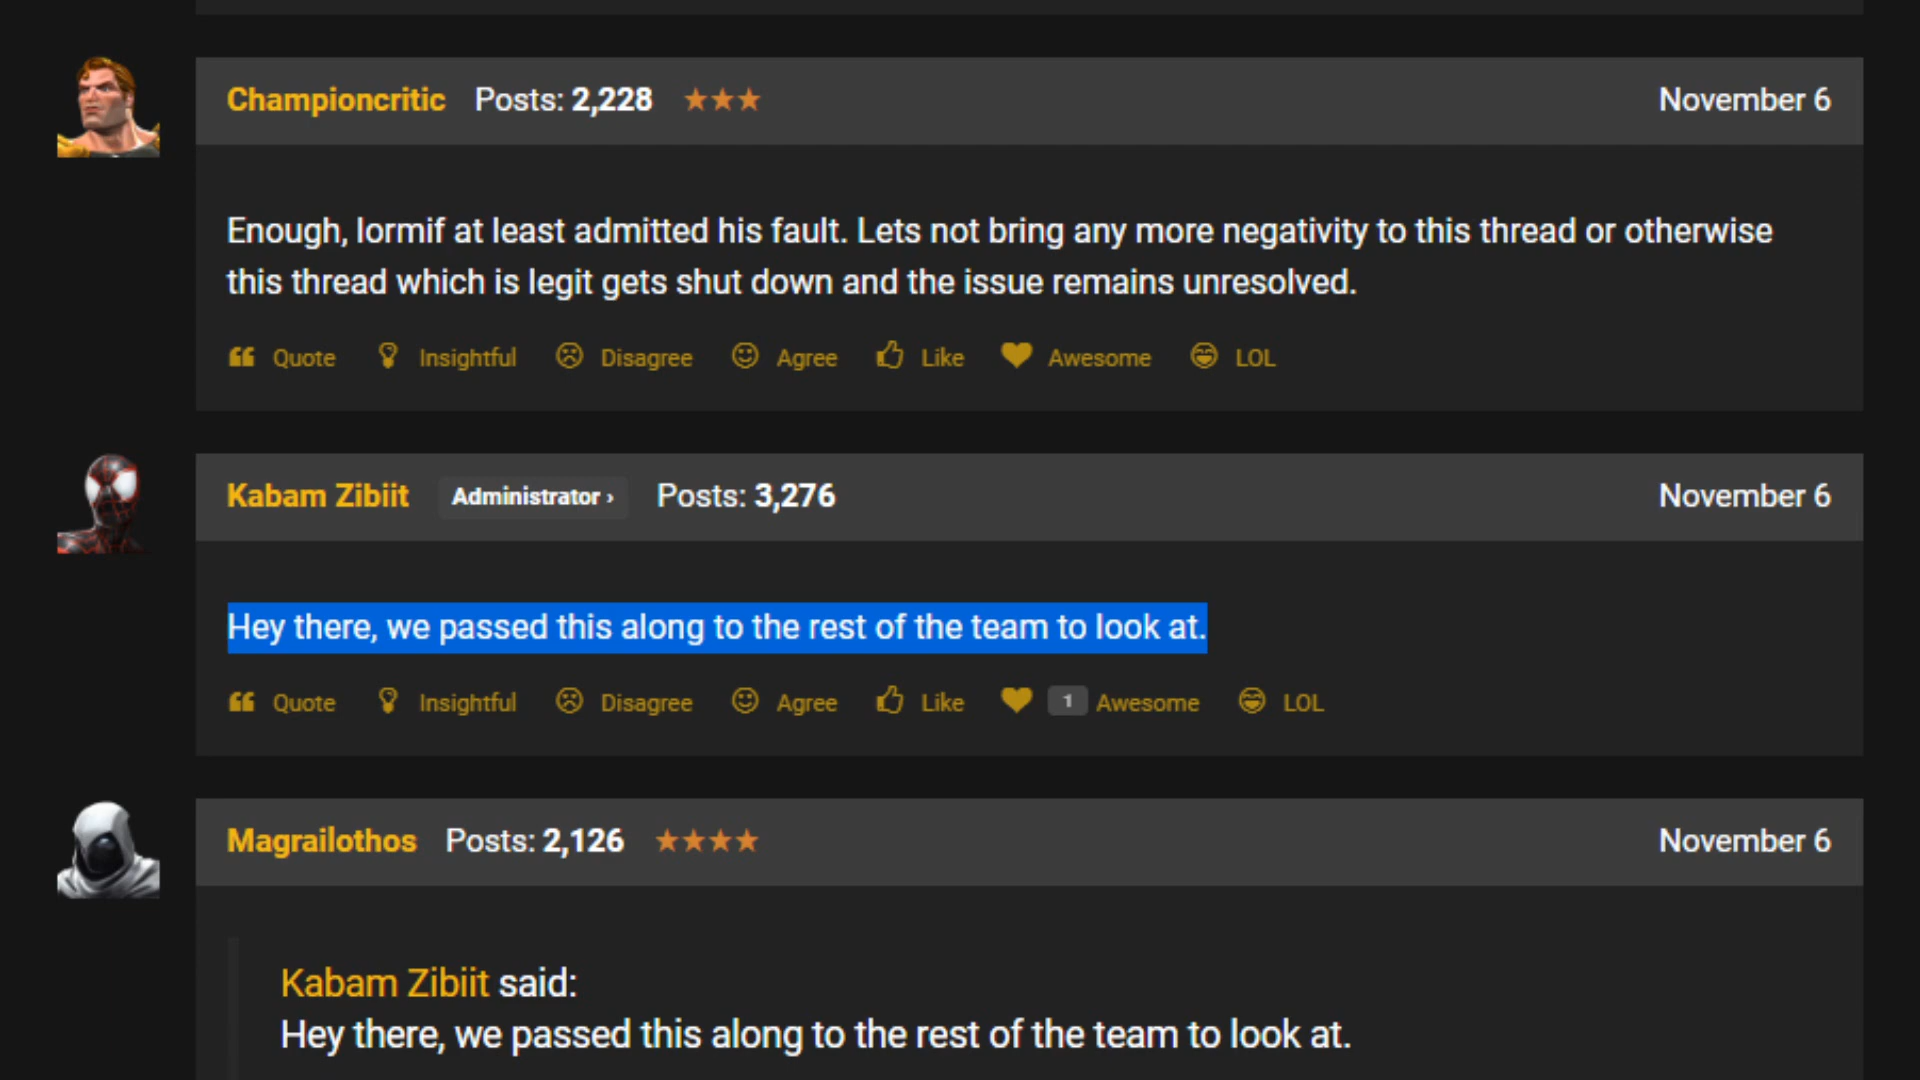 Championcritic Posts: 2,228 ★★★ November 6
Enough, lormif at least admitted his fault. Lets not bring any more negativity to this thread or otherwise
this thread which is legit gets shut down and the issue remains unresolved.
Quote Insightful Disagree Agree Like Awesome LOL
Kabam Zibiit Administrator › Posts: 3,276 November 6
Hey there, we passed this along to the rest of the team to look at.
Quote Insightful Disagree Agree Like 1 Awesome LOL
Magrailothos Posts: 2,126 ★★★★ November 6
Kabam Zibiit said:
Hey there, we passed this along to the rest of the team to look at.